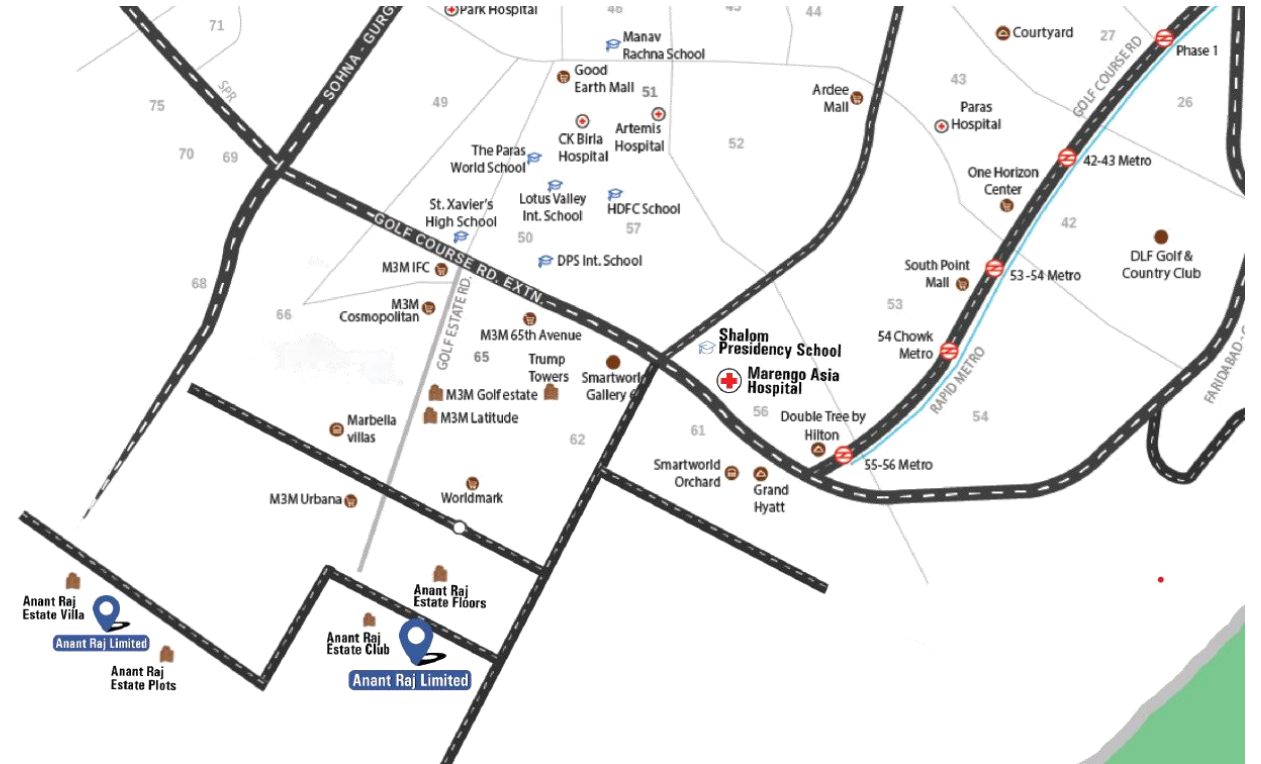 Park Hospital
46
45
44
71
SOHNA - GURG
Manav
Rachna School
Courtyard
27
GOLF COURSE RD
Phase 1
Good
Earth Mall
51
SPR
75
49
Ardee
Mall
43
26
Paras
Hospital
CK Birla
Hospital
Artemis
Hospital
52
70
69
The Paras
World School
42-43 Metro
One Horizon
Center
Lotus Valley
Int. School
HDFC School
St. Xavier's
High School
GOLF COURSE RD. EXTN.
50
57
42
DLF Golf &
Country Club
M3M IFC
DPS Int. School
South Point
Mall
53-54 Metro
68
66
M3M
Cosmopolitan
GOLF ESTATE RD.
M3M 65th Avenue
53
54 Chowk
Metro
65
Trump
Towers
Smartworl
Gallery
Shalom
Presidency School
Marengo Asia
Hospital
RAPID METRO
FARIDABAD -
M3M Golf estate
M3M Latitude
Marbella
villas
62
61
56
54
Double Tree by
Hilton
55-56 Metro
Smartworld
Orchard
Grand
Hyatt
M3M Urbana
Worldmark
Anant Raj
Estate Villa
Anant Raj Limited
Anant Raj
Estate Plots
Anant Raj
Estate Floors
Anant Raj
Estate Club
Anant Raj Limited